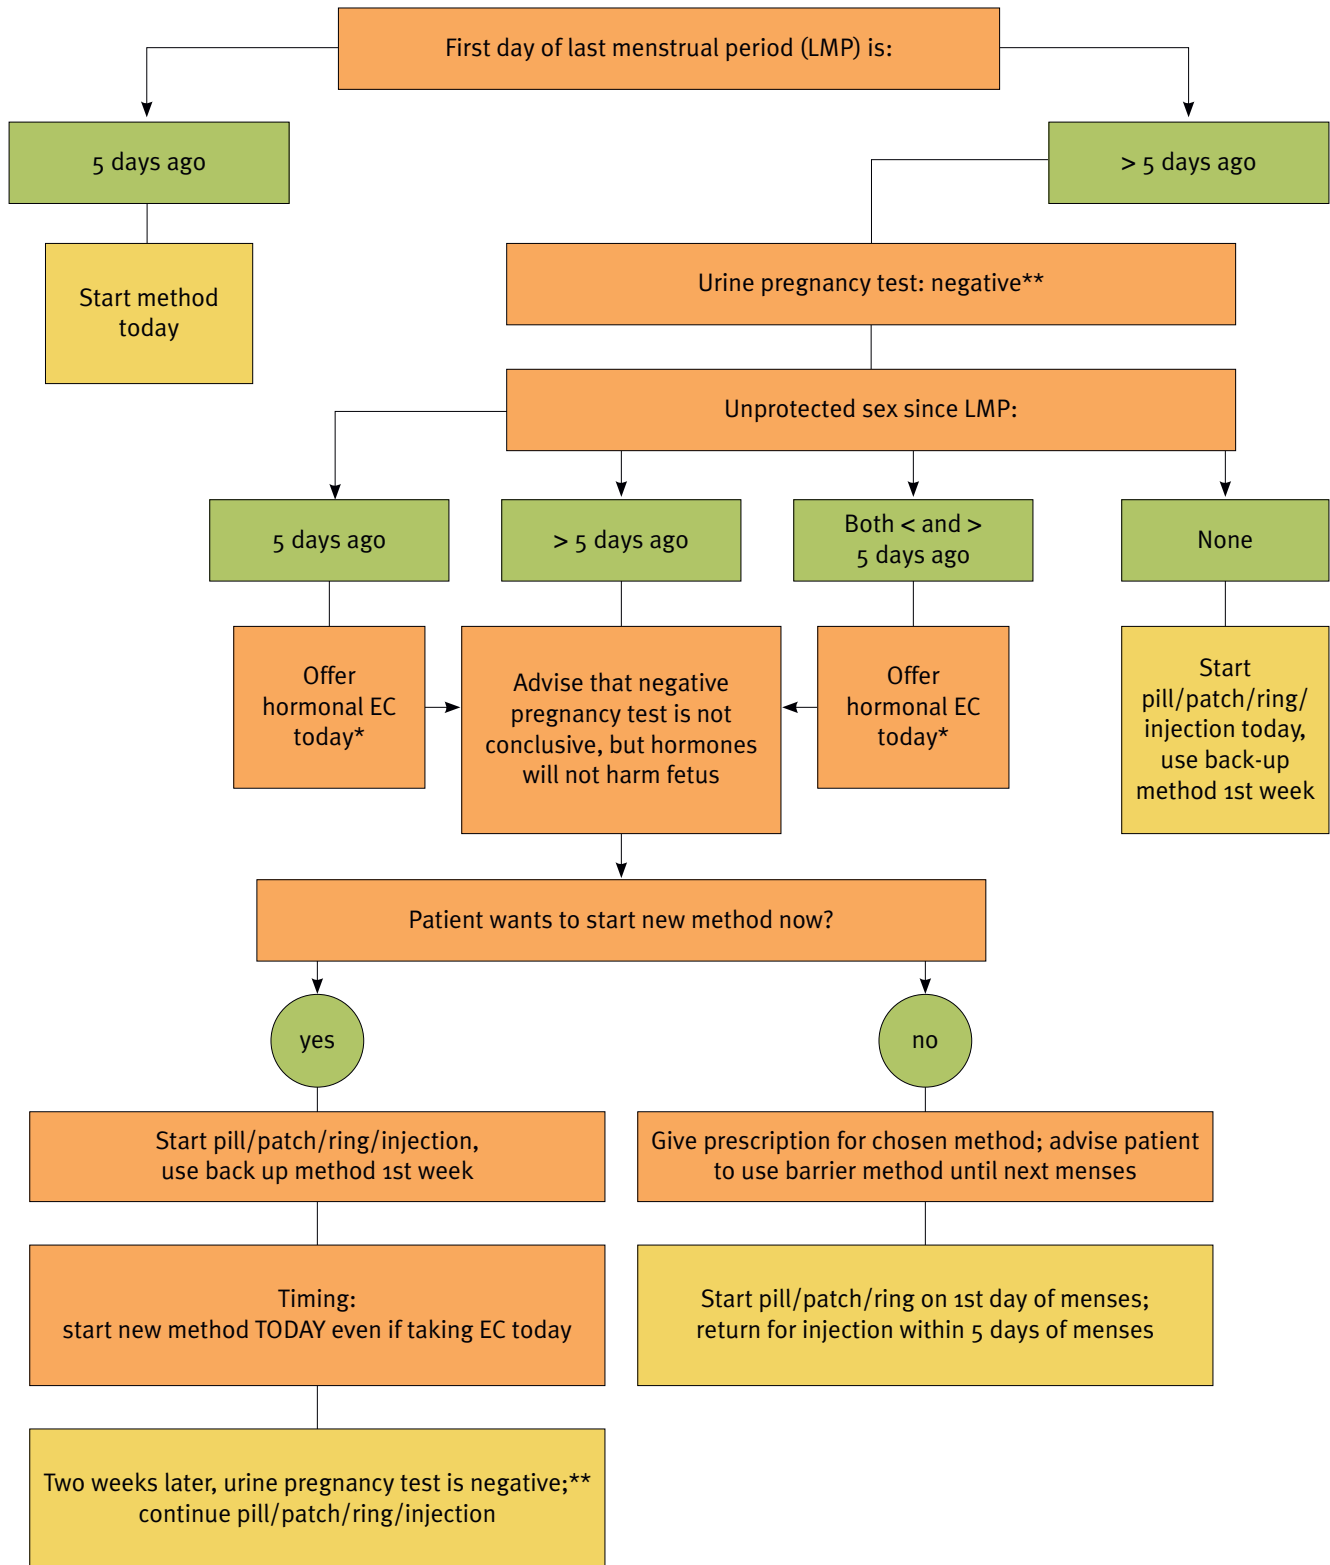 First day of last menstrual period (LMP) is:
5 days ago
> 5 days ago
Start method
today
Urine pregnancy test: negative**
Unprotected sex since LMP:
5 days ago
> 5 days ago
Both < and >
5 days ago
None
Offer
hormonal EC
today*
Advise that negative
pregnancy test is not
conclusive, but hormones
will not harm fetus
Offer
hormonal EC
today*
Start
pill/patch/ring/
injection today,
use back-up
method 1st week
Patient wants to start new method now?
yes
no
Start pill/patch/ring/injection,
use back up method 1st week
Give prescription for chosen method; advise patient
to use barrier method until next menses
Timing:
start new method TODAY even if taking EC today
Start pill/patch/ring on 1st day of menses;
return for injection within 5 days of menses
Two weeks later, urine pregnancy test is negative;**
continue pill/patch/ring/injection